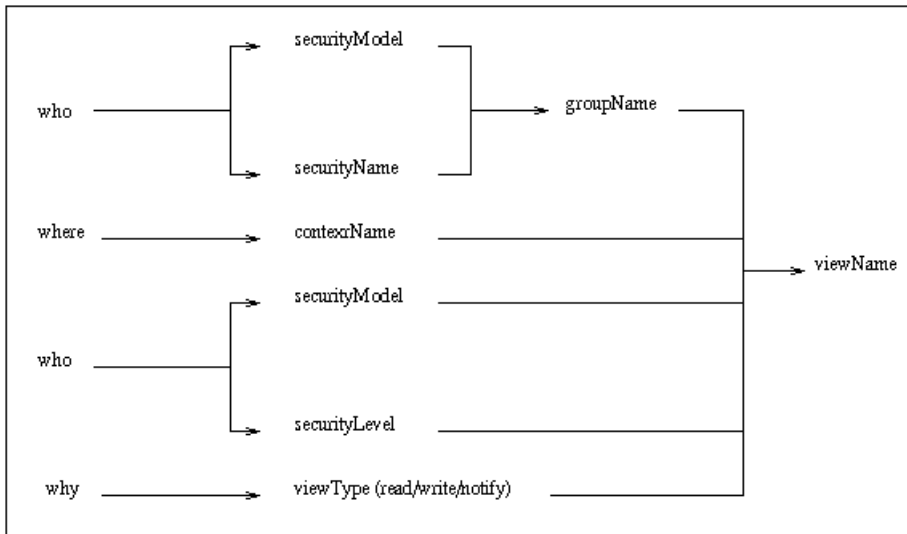 securityModel
who
groupName
securityName
where
contexrName
viewName
securityModel
who
securityLevel
why
viewType (read/write/notify)